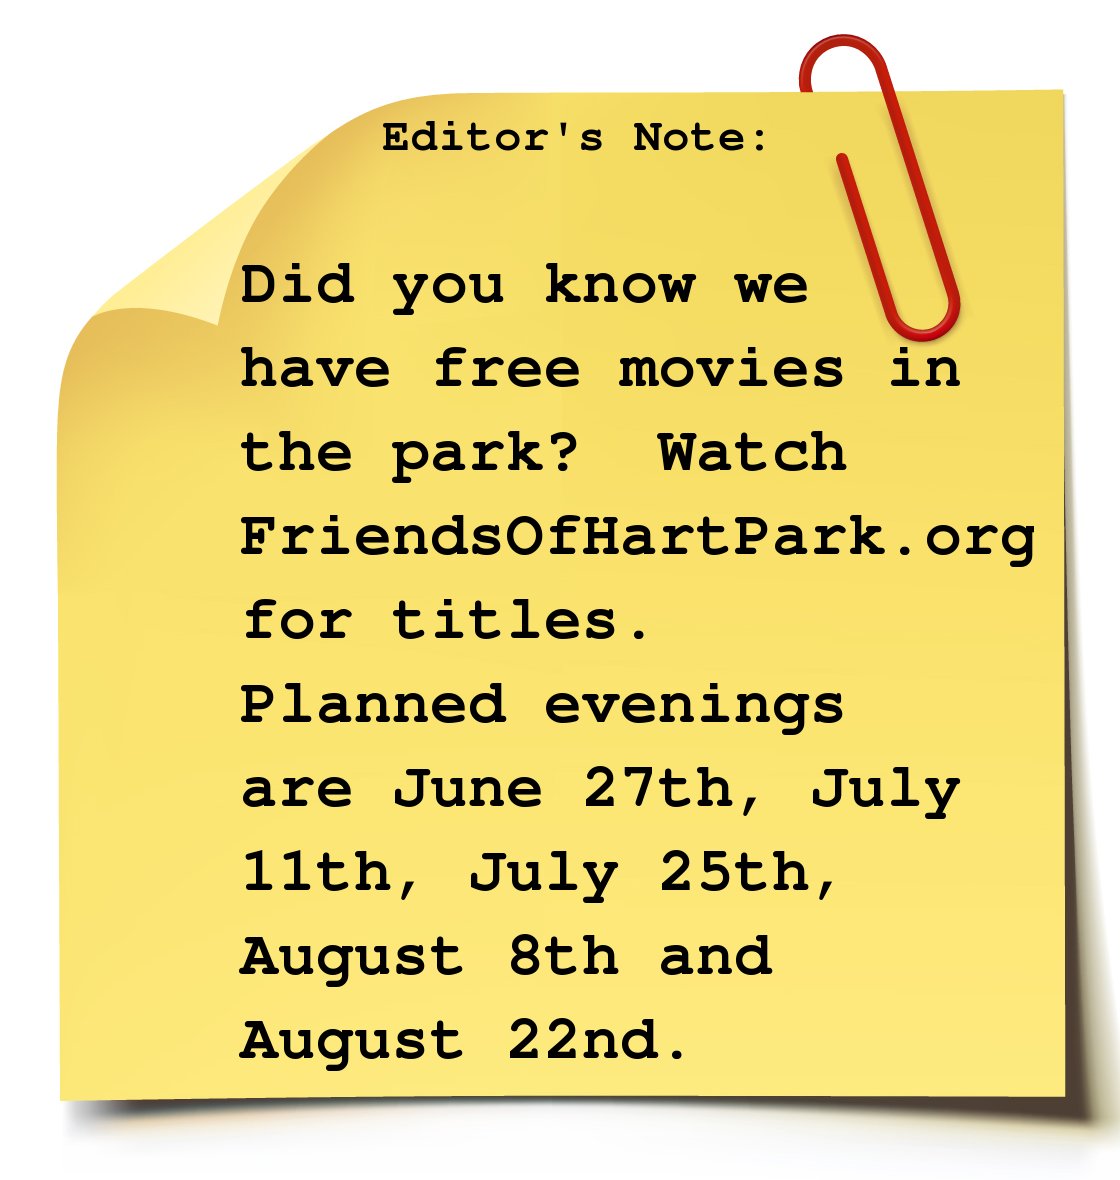 Editor's Note:
Did you know we
have free movies in
the park?  Watch
FriendsOfHartPark.org
for titles.
Planned evenings
are June 27th, July
11th, July 25th,
August 8th and
August 22nd.